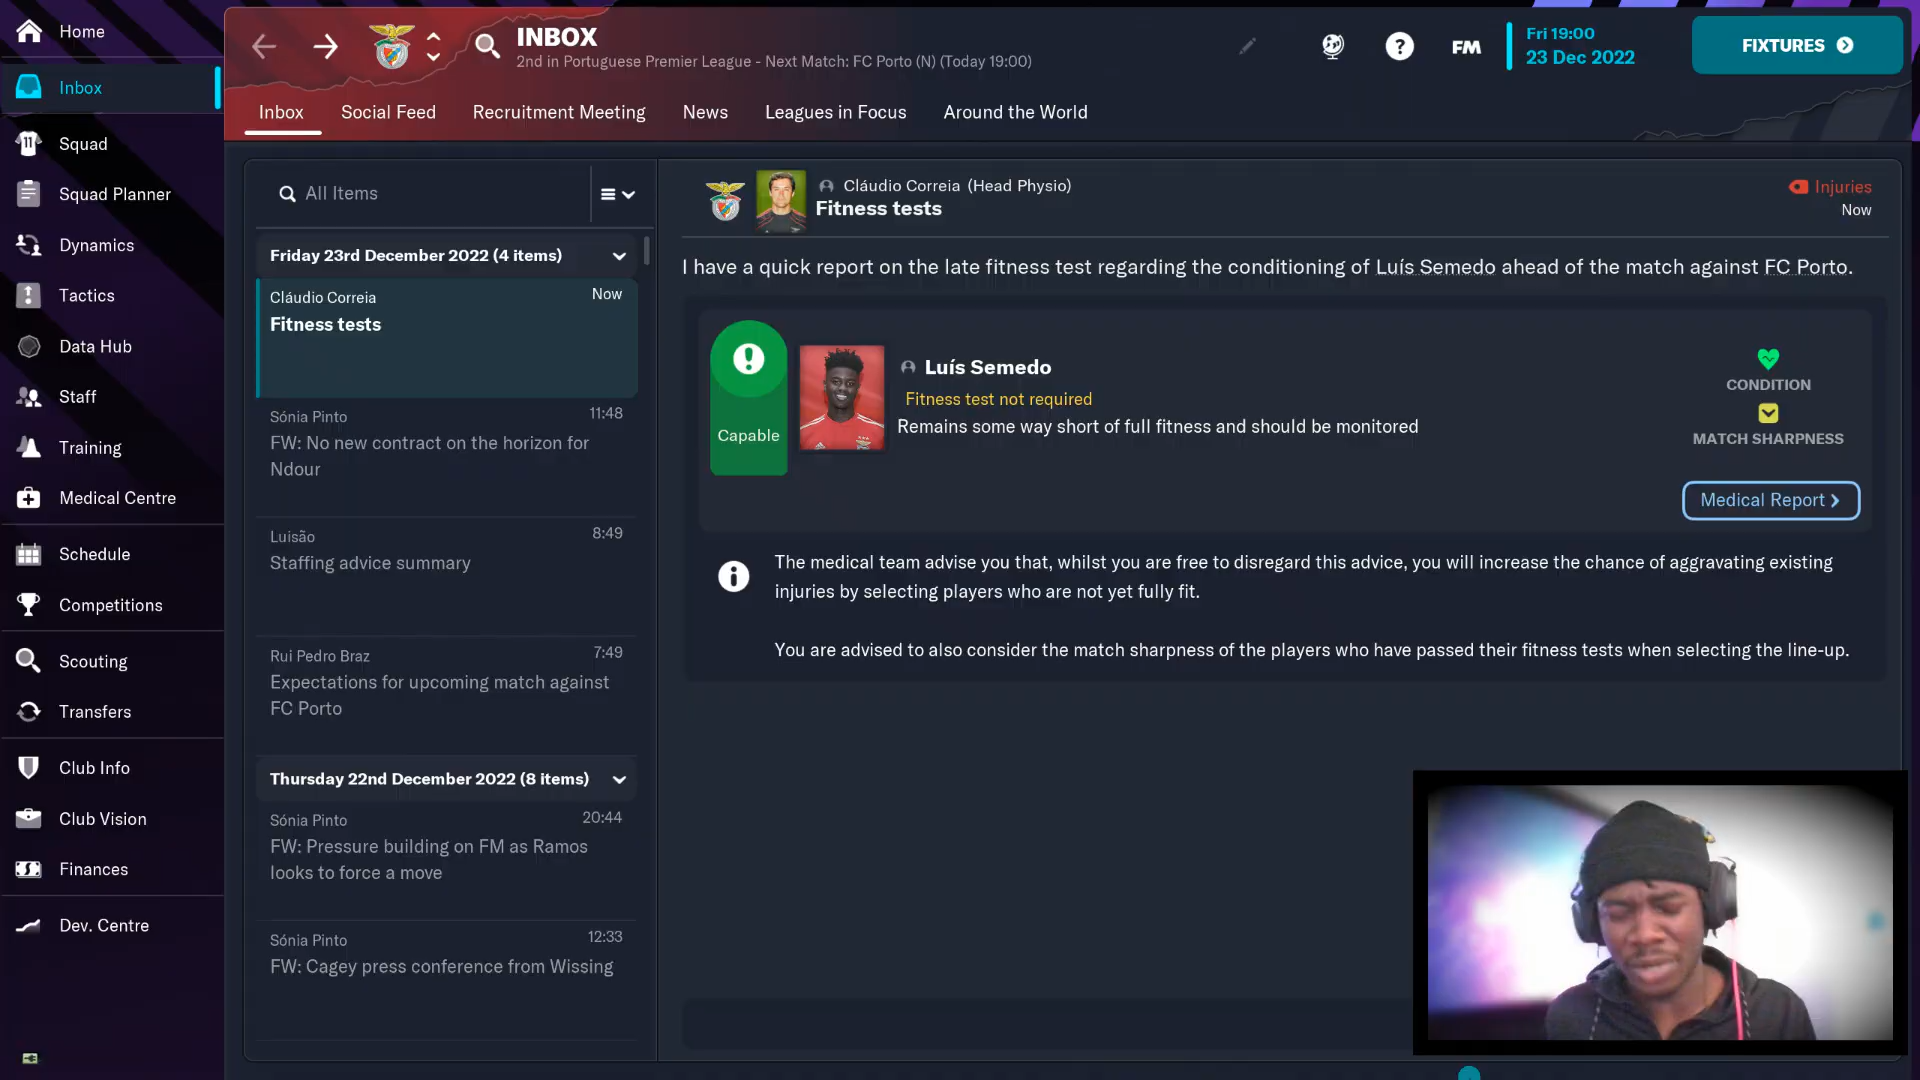 Home
Inbox
Squad
Squad Planner
Dynamics
Tactics
Data Hub
Staff
Training
Medical Centre
Schedule
Competitions
Scouting
Transfers
Club Info
Club Vision
Finances
Dev. Centre
INBOX
2nd in Portuguese Premier League - Next Match: FC Porto (N) (Today 19:00)
FM
Fri 19:00
23 Dec 2022
FIXTURES
Inbox
Social Feed
Recruitment Meeting
News
Leagues in Focus
Around the World
All Items
Friday 23rd December 2022 (4 items)
Cláudio Correia
Now
Fitness tests
Sónia Pinto
11:48
FW: No new contract on the horizon for
Ndour
Luisão
8:49
Staffing advice summary
Rui Pedro Braz
7:49
Expectations for upcoming match against
FC Porto
Thursday 22nd December 2022 (8 items)
Sónia Pinto
20:44
FW: Pressure building on FM as Ramos
looks to force a move
Sónia Pinto
12:33
FW: Cagey press conference from Wissing
Cláudio Correia (Head Physio)
Fitness tests
Injuries
Now
I have a quick report on the late fitness test regarding the conditioning of Luís Semedo ahead of the match against FC Porto.
Capable
Luís Semedo
Fitness test not required
Remains some way short of full fitness and should be monitored
CONDITION
MATCH SHARPNESS
Medical Report
The medical team advise you that, whilst you are free to disregard this advice, you will increase the chance of aggravating existing
injuries by selecting players who are not yet fully fit.
You are advised to also consider the match sharpness of the players who have passed their fitness tests when selecting the line-up.